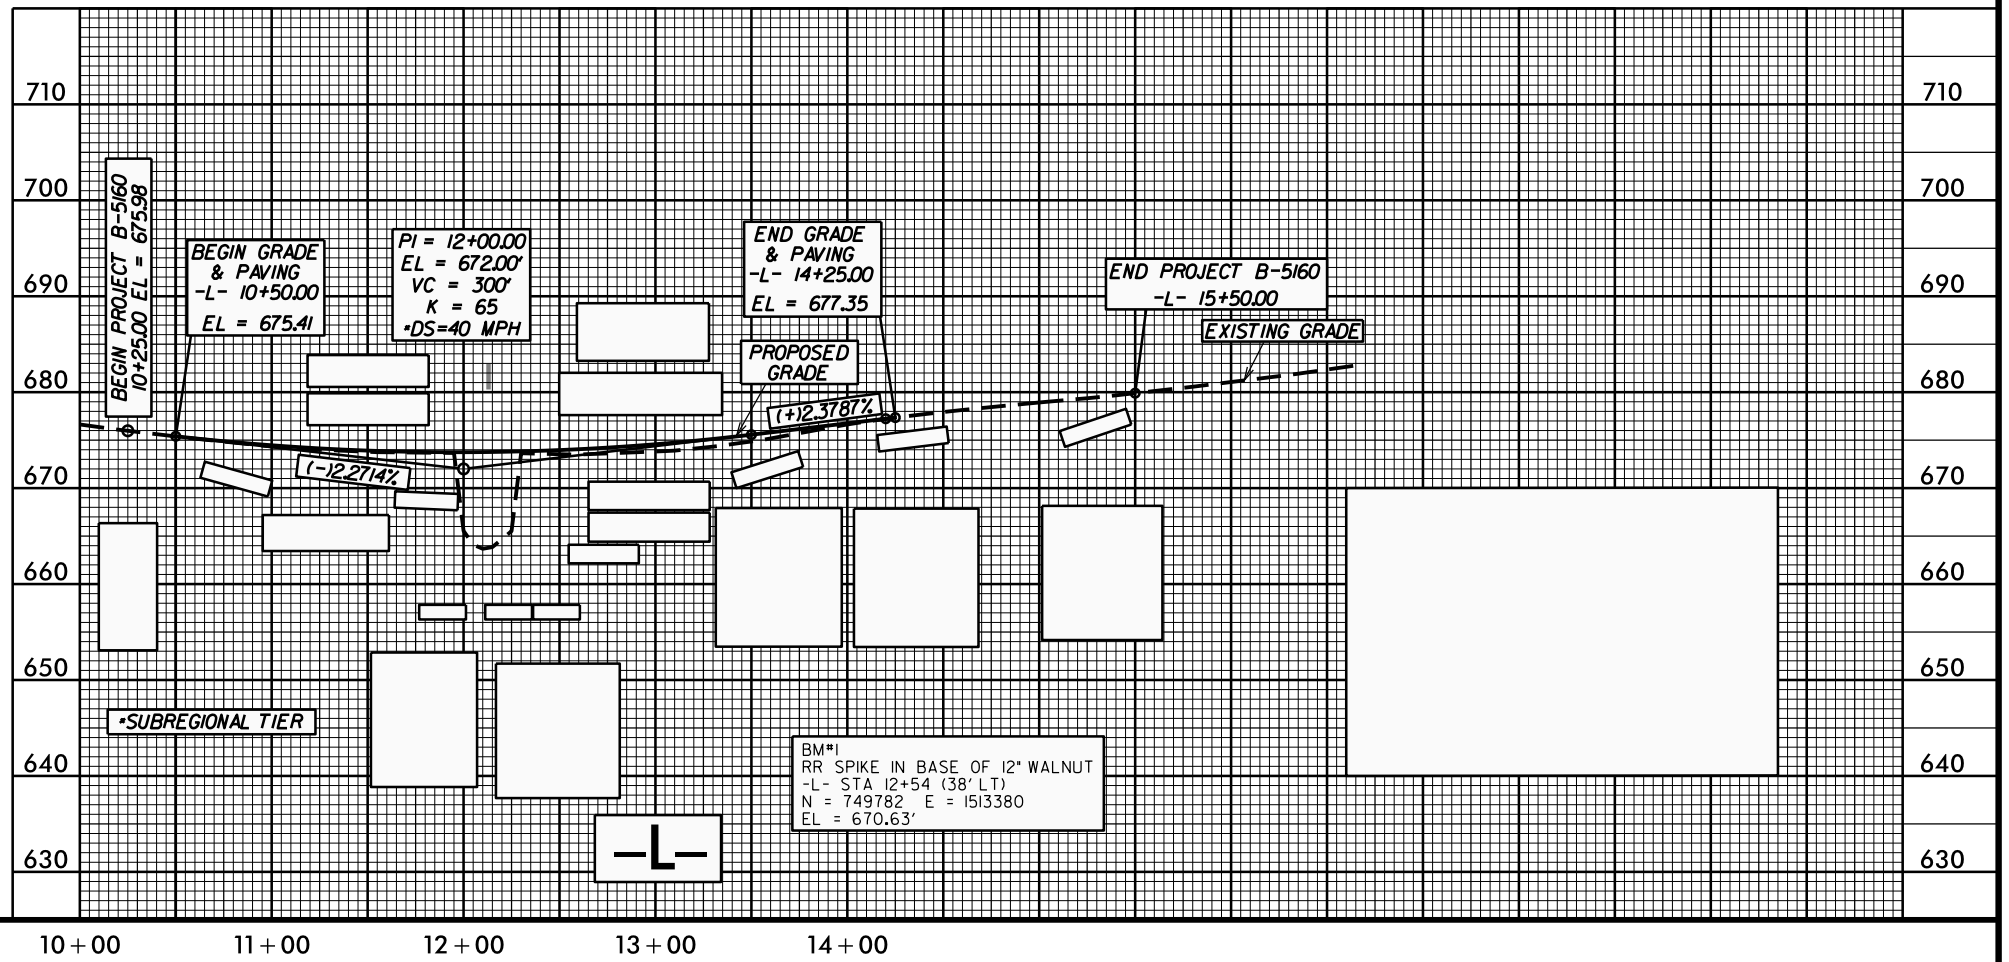 710
700
690
680
670
660
650
640
630
BEGIN PROJECT B-5160
10+25.00 EL = 675.98
BEGIN GRADE
& PAVING
-L- 10+50.00
EL = 675.41
PI = 12+00.00
EL = 672.00'
VC = 300'
K = 65
*DS=40 MPH
END GRADE
& PAVING
-L- 14+25.00
EL = 677.35
END PROJECT B-5160
-L- 15+50.00
EXISTING GRADE
PROPOSED
GRADE
(+)2.3787%
(-)2.2714%
*SUBREGIONAL TIER
BM#1
RR SPIKE IN BASE OF 12" WALNUT
-L- STA 12+54 (38' LT)
N = 749782 E = 1513380
EL = 670.63'
-L-
710
700
690
680
670
660
650
640
630
10+00 11+00 12+00 13+00 14+00